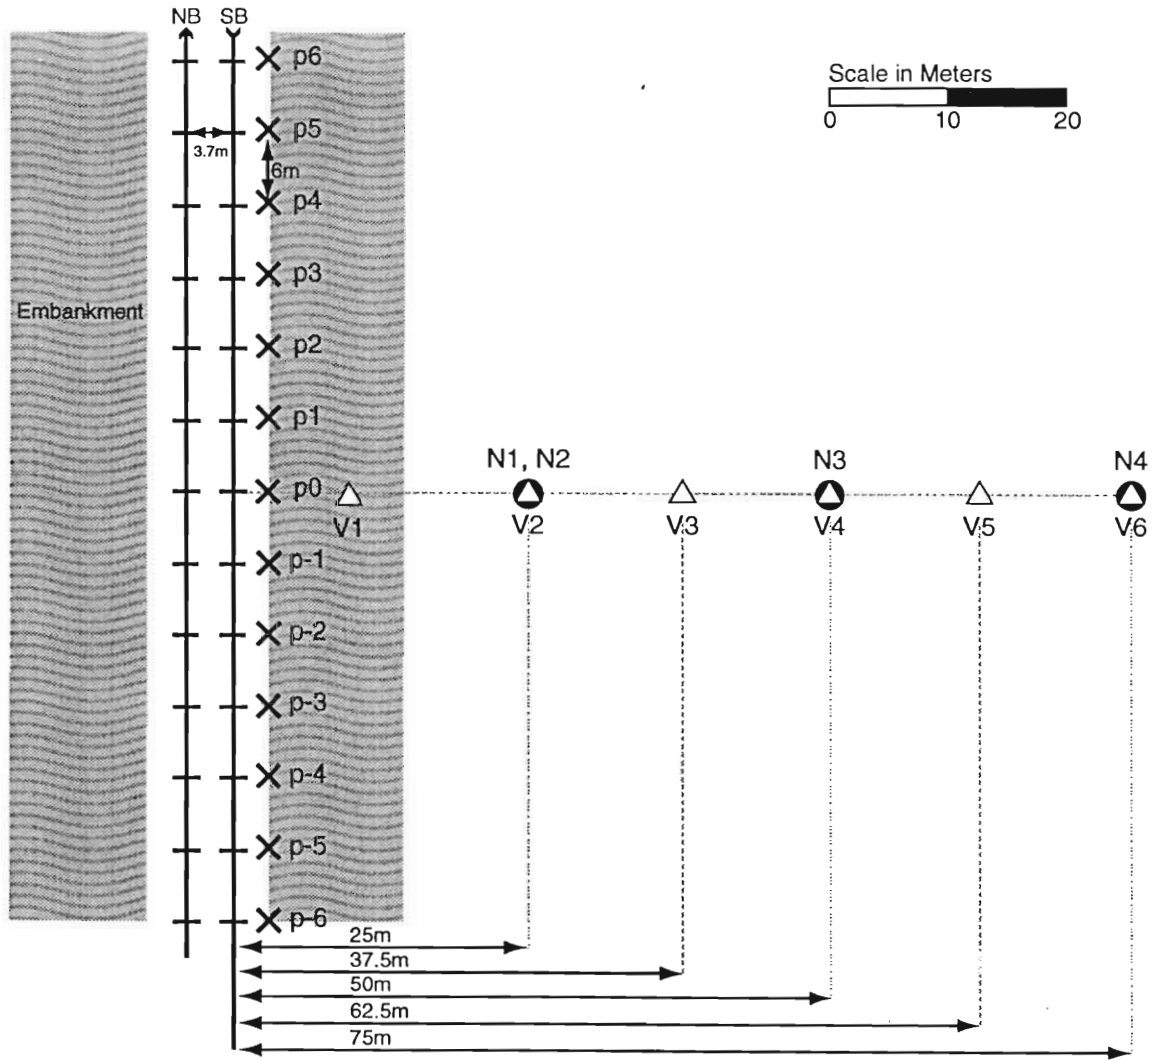 NB SB
p6
Scale in Meters
0 10 20
p5
3.7m
6m
p4
p3
Embankment
p2
p1
N1, N2 N3 N4
p0
V1 V2 V3 V4 V5 V6
p-1
p-2
p-3
p-4
p-5
p-6
25m
37.5m
50m
62.5m
75m